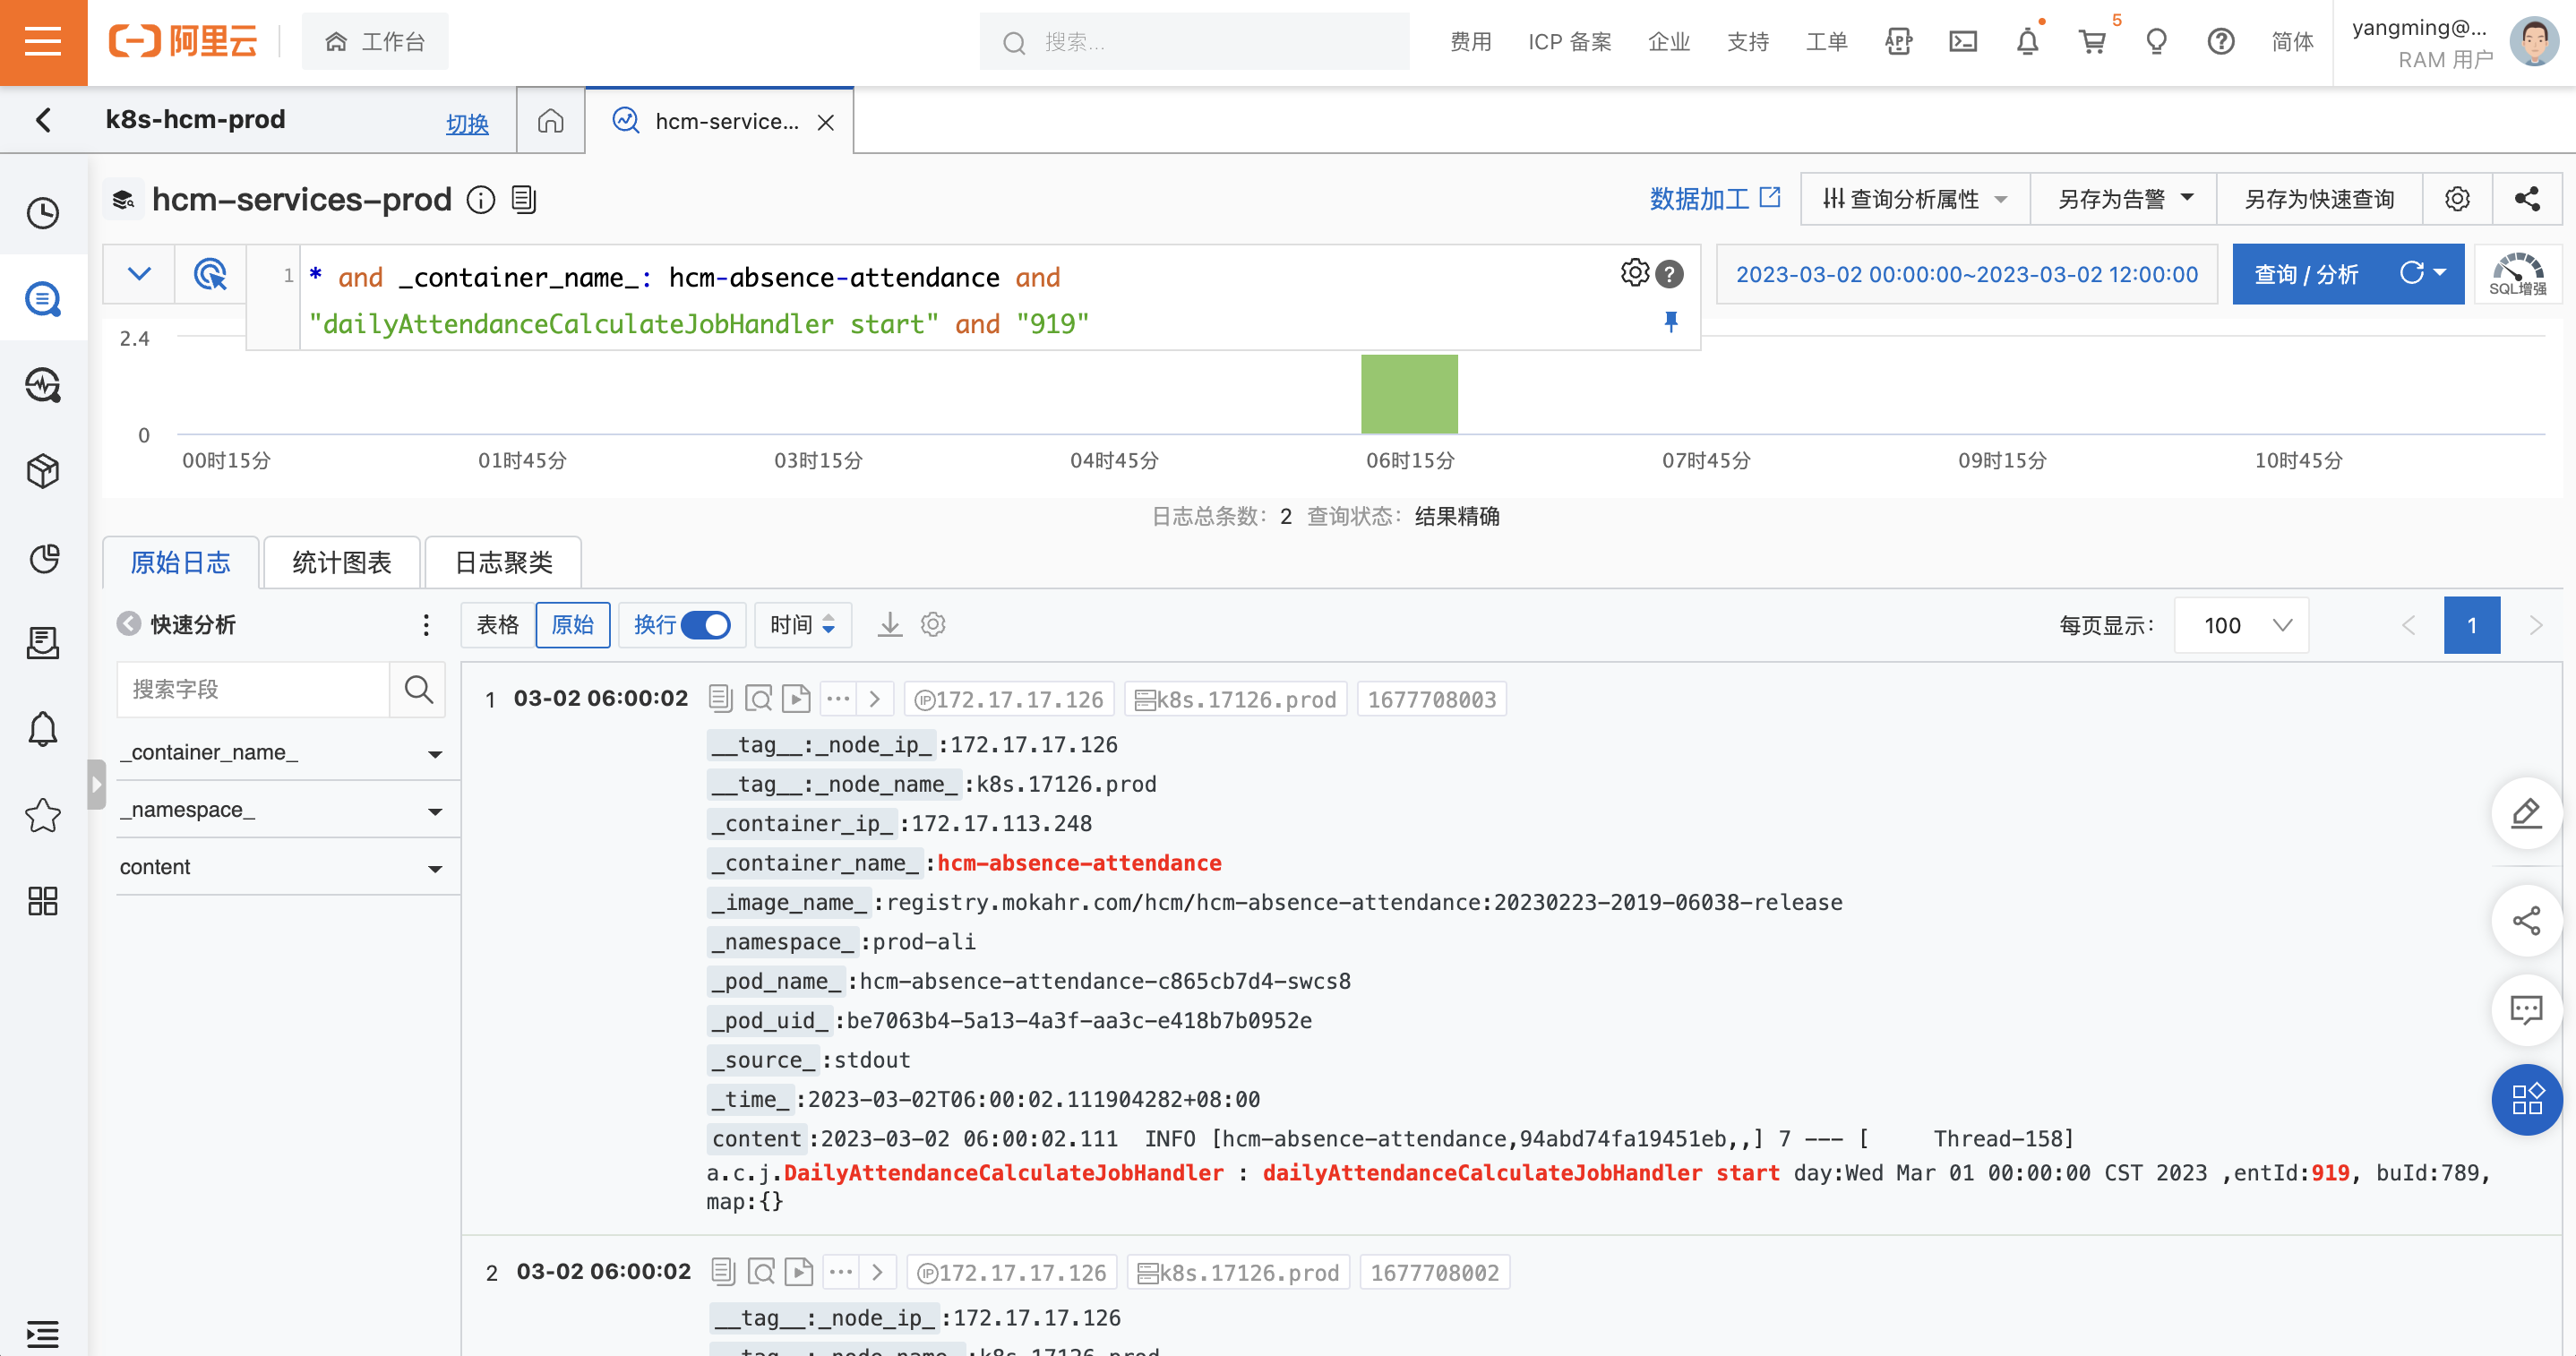 阿里云
工作台
搜索...
费用
ICP 备案
企业
支持
工单
APP
5
简体
yangming@...
RAM 用户
k8s-hcm-prod
切换
hcm-service...
hcm-services-prod
数据加工
查询分析属性
另存为告警
另存为快速查询
1
* and _container_name_: hcm-absence-attendance and
"dailyAttendanceCalculateJobHandler start" and "919"
2023-03-02 00:00:00~2023-03-02 12:00:00
查询 / 分析
SQL增强
2.4
0
00时15分
01时45分
03时15分
04时45分
06时15分
07时45分
09时15分
10时45分
日志总条数: 2 查询状态: 结果精确
原始日志
统计图表
日志聚类
快速分析
表格
原始
换行
时间
每页显示:
100
1
搜索字段
_container_name_
_namespace_
content
1 03-02 06:00:02 IP 172.17.17.126 k8s.17126.prod 1677708003
__tag__:_node_ip_:172.17.17.126
__tag__:_node_name_:k8s.17126.prod
_container_ip_:172.17.113.248
_container_name_:hcm-absence-attendance
_image_name_:registry.mokahr.com/hcm/hcm-absence-attendance:20230223-2019-06038-release
_namespace_:prod-ali
_pod_name_:hcm-absence-attendance-c865cb7d4-swcs8
_pod_uid_:be7063b4-5a13-4a3f-aa3c-e418b7b0952e
_source_:stdout
_time_:2023-03-02T06:00:02.111904282+08:00
content:2023-03-02 06:00:02.111  INFO [hcm-absence-attendance,94abd74fa19451eb,,] 7 --- [     Thread-158]
a.c.j.DailyAttendanceCalculateJobHandler : dailyAttendanceCalculateJobHandler start day:Wed Mar 01 00:00:00 CST 2023 ,entId:919, buId:789,
map:{}
2 03-02 06:00:02 IP 172.17.17.126 k8s.17126.prod 1677708002
__tag__:_node_ip_:172.17.17.126
__tag__:_node_name_:k8s.17126.prod